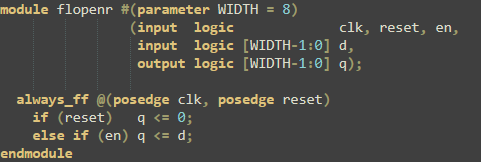 module flopenr #(parameter WIDTH = 8)
                (input  logic             clk, reset, en,
                 input  logic [WIDTH-1:0] d,
                 output logic [WIDTH-1:0] q);
  always_ff @(posedge clk, posedge reset)
    if (reset)   q <= 0;
    else if (en) q <= d;
endmodule